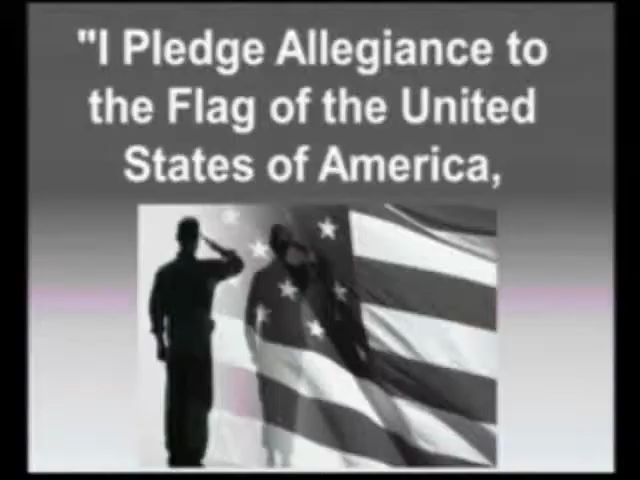 "I Pledge Allegiance to
the Flag of the United
States of America,